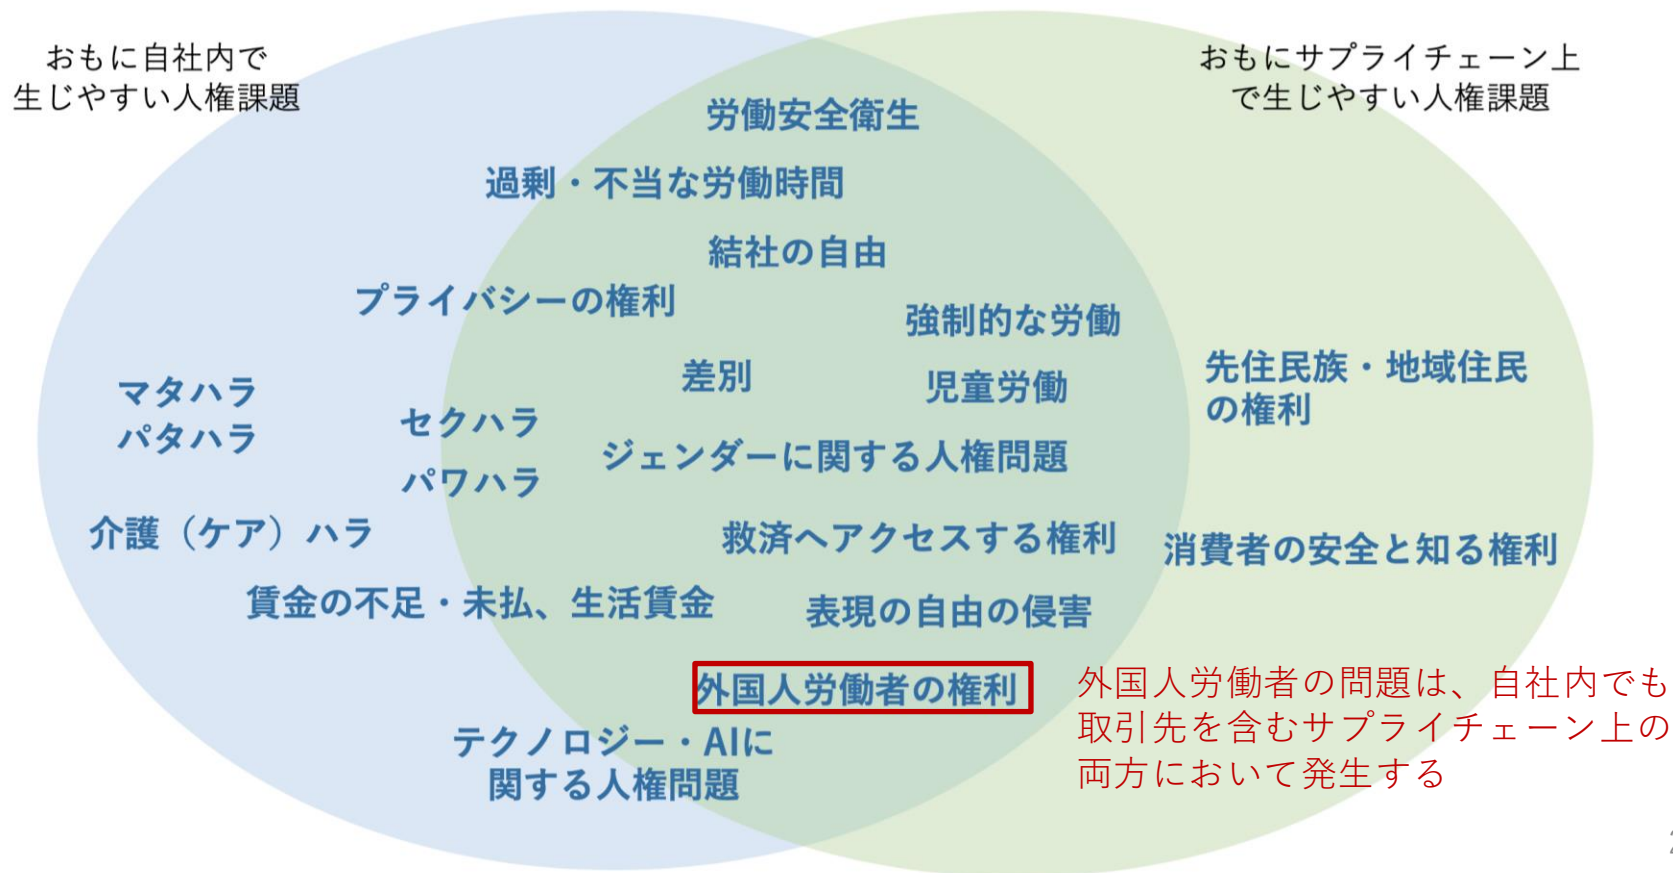 おもに自社内で
生じやすい人権課題
おもにサプライチェーン上
で生じやすい人権課題
労働安全衛生
過剰・不当な労働時間
結社の自由
プライバシーの権利
強制的な労働
差別
児童労働
先住民族・地域住民
の権利
マタハラ
パタハラ
セクハラ
パワハラ
ジェンダーに関する人権問題
介護（ケア）ハラ
救済へアクセスする権利
消費者の安全と知る権利
賃金の不足・未払、生活賃金
表現の自由の侵害
外国人労働者の権利
外国人労働者の問題は、自社内でも
取引先を含むサプライチェーン上の
両方において発生する
テクノロジー・AIに
関する人権問題